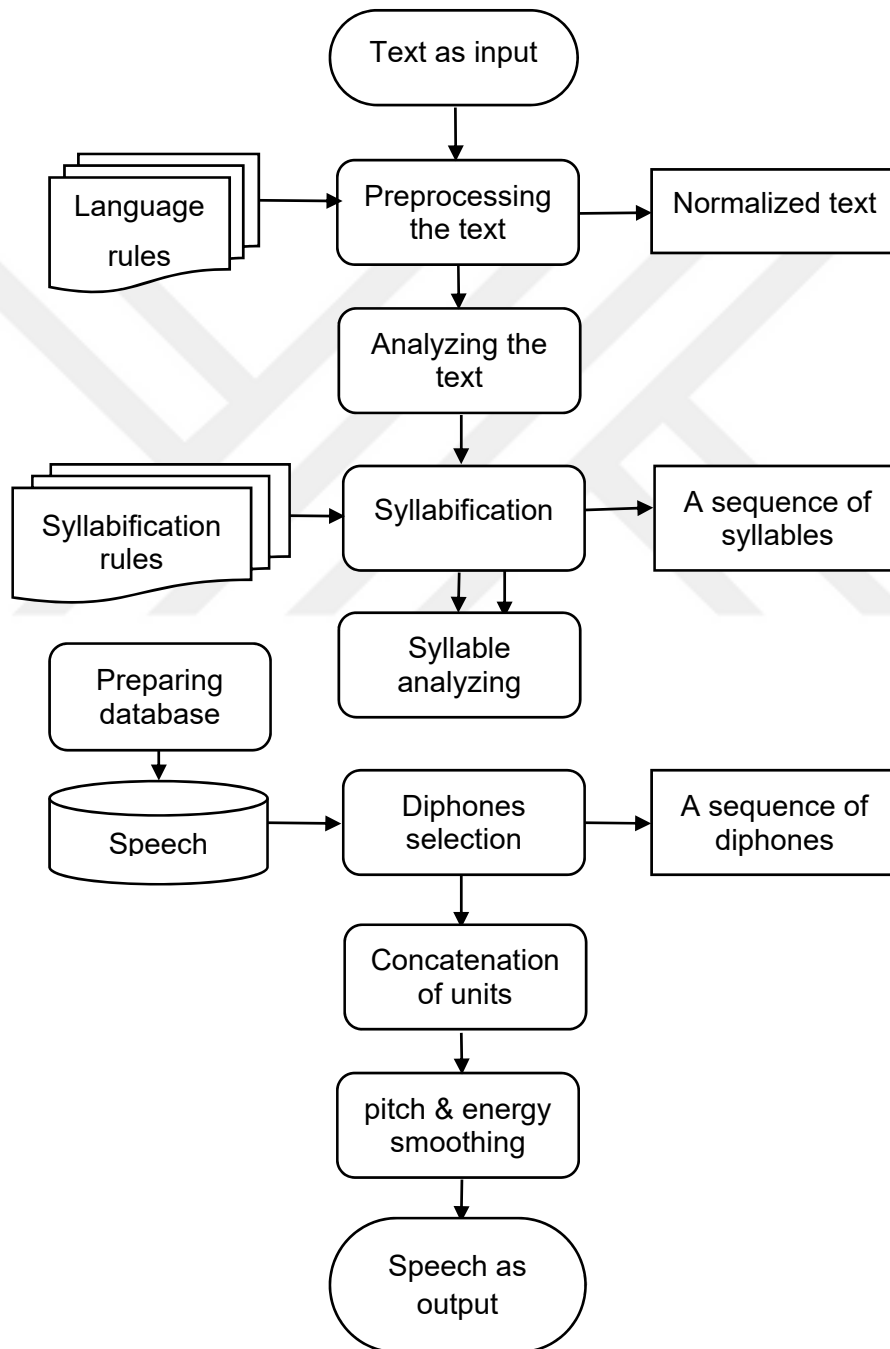 Text as input
Language
rules
Preprocessing
the text
Normalized text
Analyzing the
text
Syllabification
rules
Syllabification
A sequence of
syllables
Syllable
analyzing
Preparing
database
Speech
Diphones
selection
A sequence of
diphones
Concatenation
of units
pitch & energy
smoothing
Speech as
output